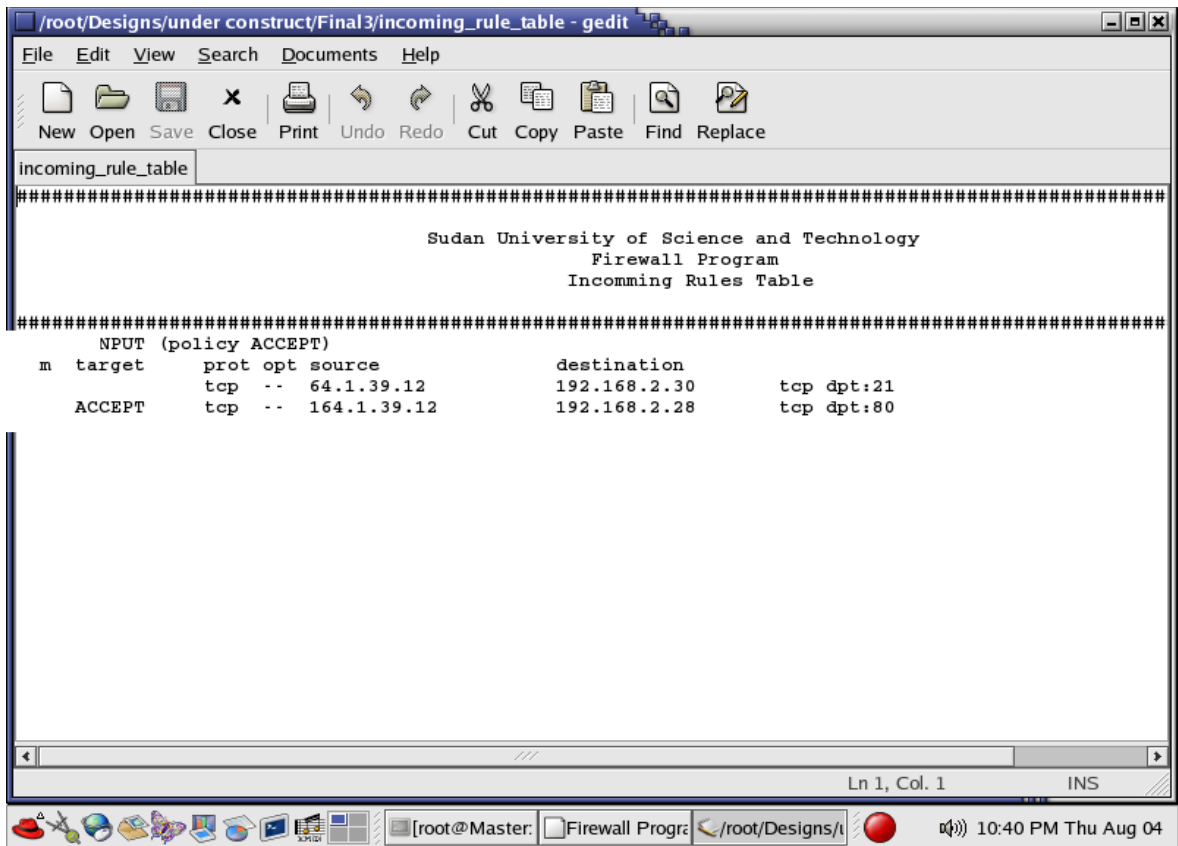 /root/Designs/under construct/Final3/incoming_rule_table - gedit
File Edit View Search Documents Help
New Open Save Close Print Undo Redo Cut Copy Paste Find Replace
incoming_rule_table
##################################################################################################
Sudan University of Science and Technology
Firewall Program
Incomming Rules Table
##################################################################################################
NPUT (policy ACCEPT)
m target prot opt source destination
tcp -- 64.1.39.12 192.168.2.30 tcp dpt:21
ACCEPT tcp -- 164.1.39.12 192.168.2.28 tcp dpt:80
Ln 1, Col. 1 INS
[root@Master: Firewall Progra /root/Designs/u 10:40 PM Thu Aug 04